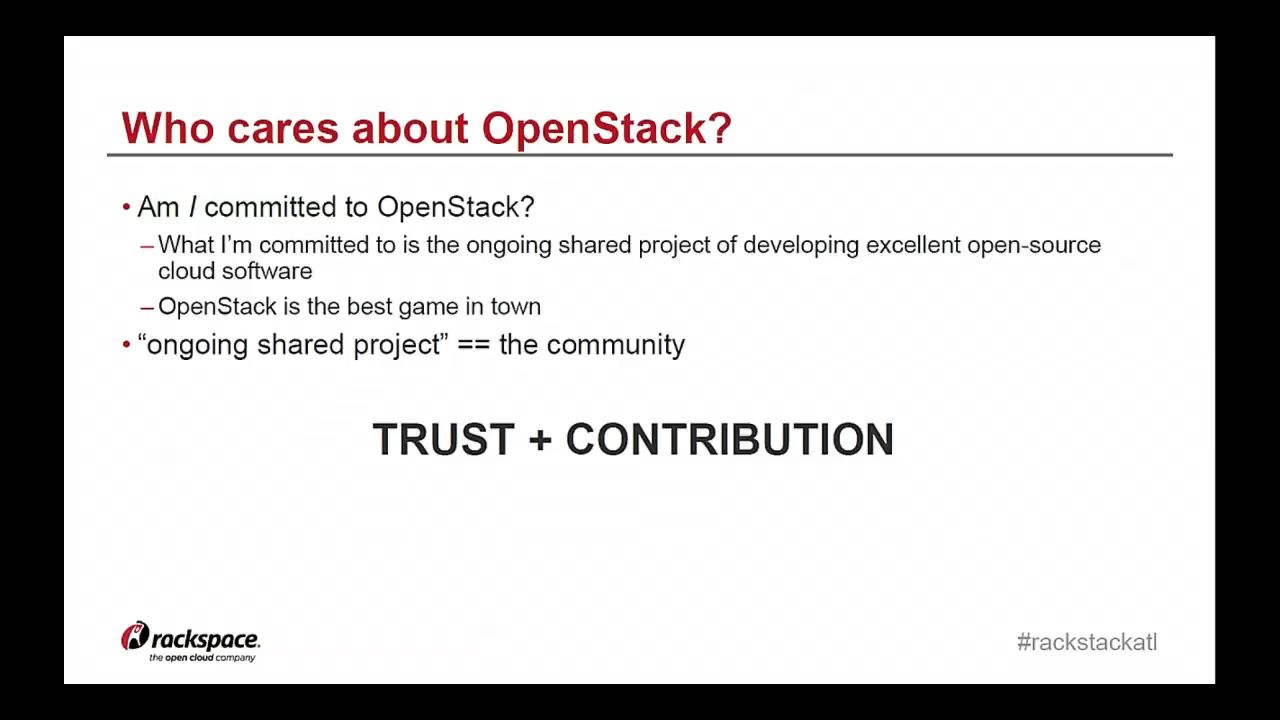 Who cares about OpenStack?
• Am I committed to OpenStack?
–What I'm committed to is the ongoing shared project of developing excellent open-source
cloud software
–OpenStack is the best game in town
• “ongoing shared project” == the community
TRUST + CONTRIBUTION
rackspace.
the open cloud company
#rackstackatl